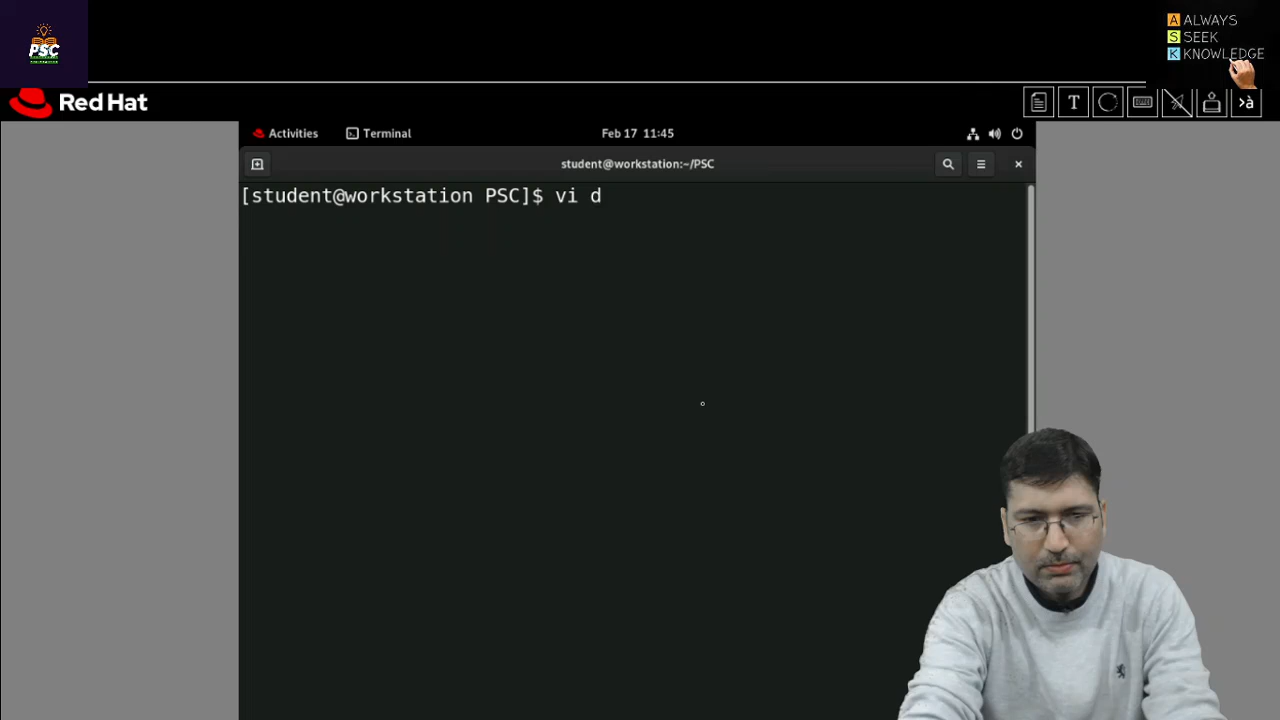 PSC
A ALWAYS
S SEEK
K KNOWLEDGE
Red Hat
T
›à
Activities
Terminal
Feb 17 11:45
student@workstation:~/PSC
[student@workstation PSC]$ vi d